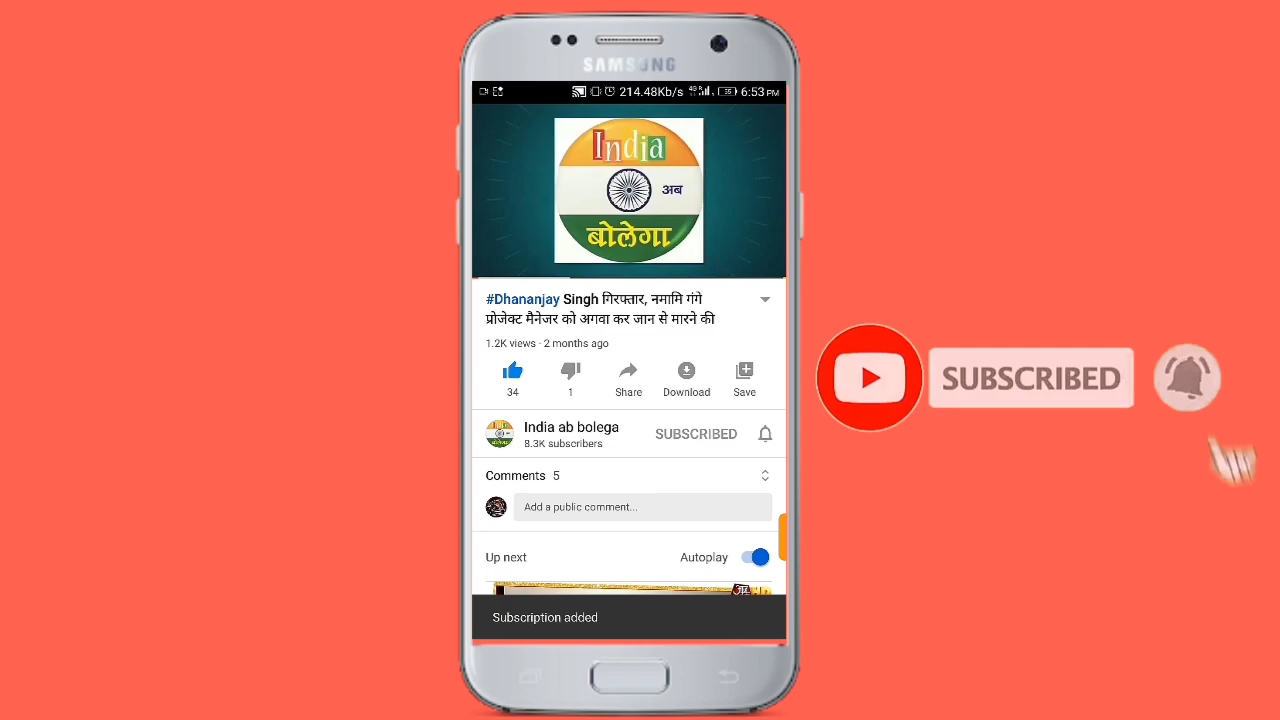 SAMSUNG
214.48Kb/s 6:53 PM
India
अब
बोलेगा
#Dhananjay Singh गिरफ्तार, नमामि गंगे
प्रोजेक्ट मैनेजर को अगवा कर जान से मारने की
1.2K views · 2 months ago
34
1
Share
Download
Save
India ab bolega
8.3K subscribers
SUBSCRIBED
Comments 5
Add a public comment...
Up next
Autoplay
Subscription added
SUBSCRIBED